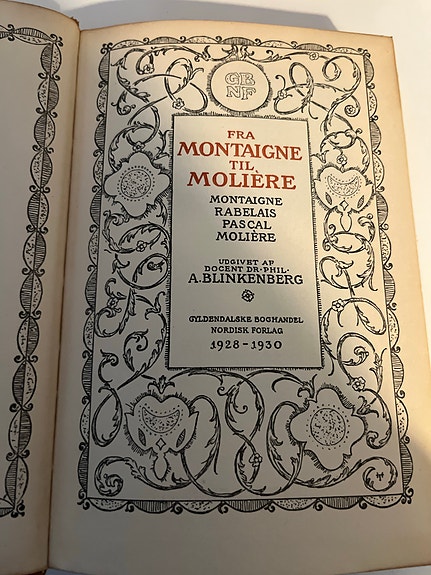 GB
NF
FRA
MONTAIGNE
TIL
MOLIÈRE
MONTAIGNE
RABELAIS
PASCAL
MOLIÈRE
UDGIVET AF
DOCENT DR·PHIL·
A.BLINKENBERG
GYLDENDALSKE BOGHANDEL
NORDISK FORLAG
1928-1930